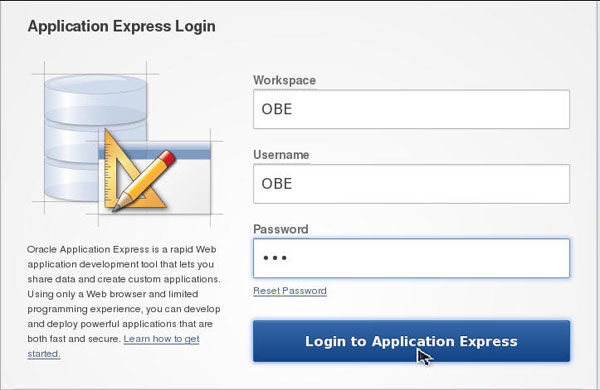 Application Express Login
Workspace
OBE
Username
OBE
Password
•••
Reset Password
Login to Application Express
Oracle Application Express is a rapid Web
application development tool that lets you
share data and create custom applications.
Using only a Web browser and limited
programming experience, you can develop
and deploy powerful applications that are
both fast and secure. Learn how to get
started.